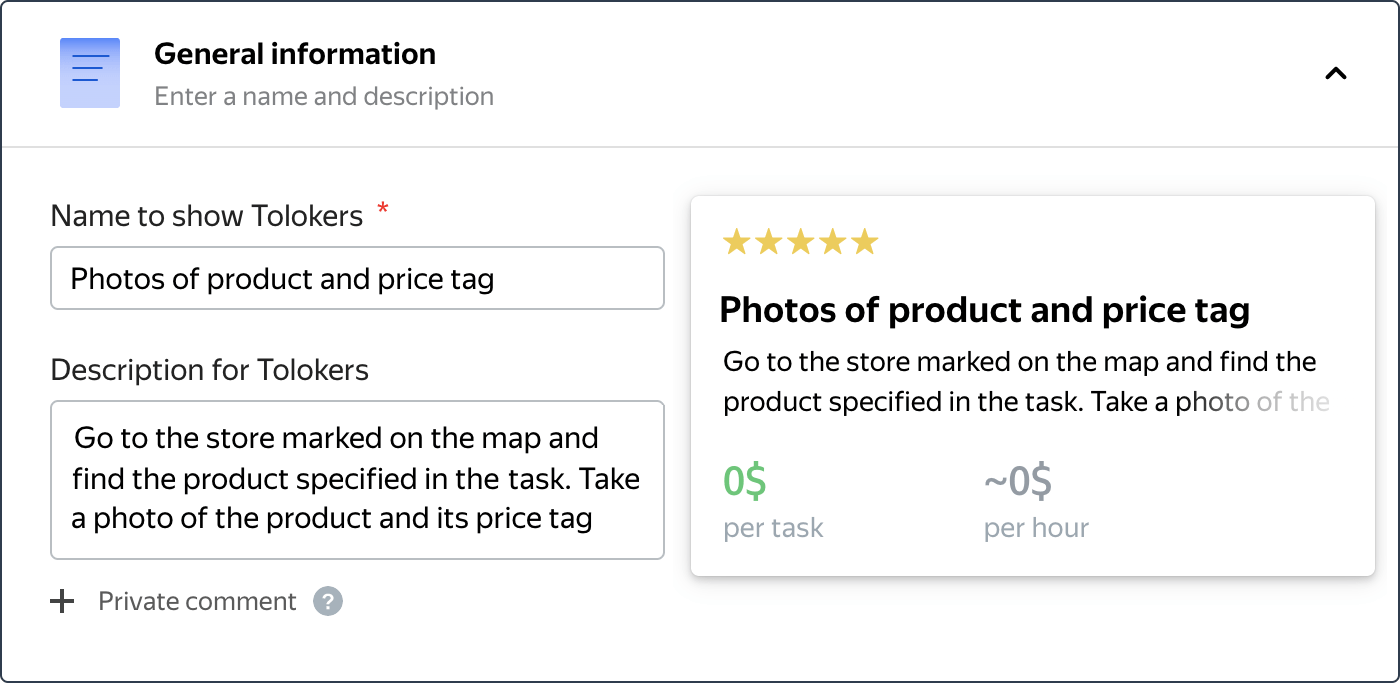 General information
Enter a name and description
Name to show Tolokers *
Photos of product and price tag
Description for Tolokers
Go to the store marked on the map and
find the product specified in the task. Take
a photo of the product and its price tag
+ Private comment ?
Photos of product and price tag
Go to the store marked on the map and find the
product specified in the task. Take a photo of the
0$
per task
~0$
per hour